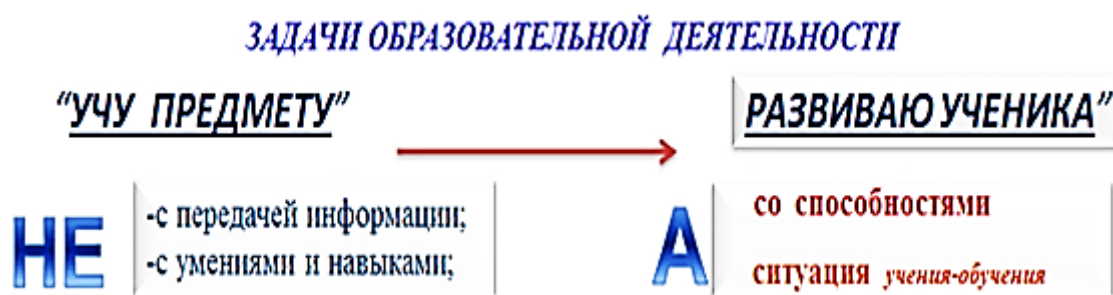 ЗАДАЧИ ОБРАЗОВАТЕЛЬНОЙ ДЕЯТЕЛЬНОСТИ
“УЧУ ПРЕДМЕТУ”
РАЗВИВАЮ УЧЕНИКА”
НЕ
-с передачей информации;
-с умениями и навыками;
А
со способностями
ситуация учения-обучения